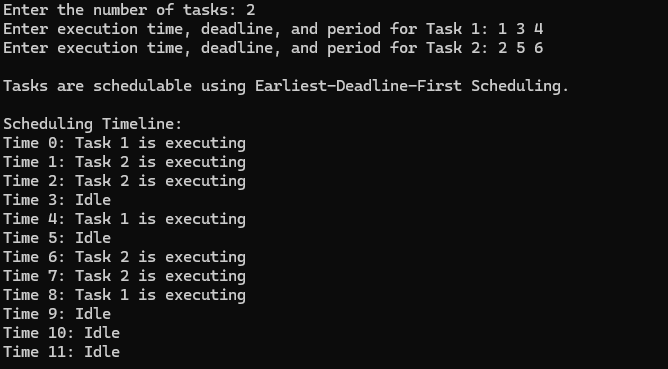 Enter the number of tasks: 2
Enter execution time, deadline, and period for Task 1: 1 3 4
Enter execution time, deadline, and period for Task 2: 2 5 6
Tasks are schedulable using Earliest-Deadline-First Scheduling.
Scheduling Timeline:
Time 0: Task 1 is executing
Time 1: Task 2 is executing
Time 2: Task 2 is executing
Time 3: Idle
Time 4: Task 1 is executing
Time 5: Idle
Time 6: Task 2 is executing
Time 7: Task 2 is executing
Time 8: Task 1 is executing
Time 9: Idle
Time 10: Idle
Time 11: Idle